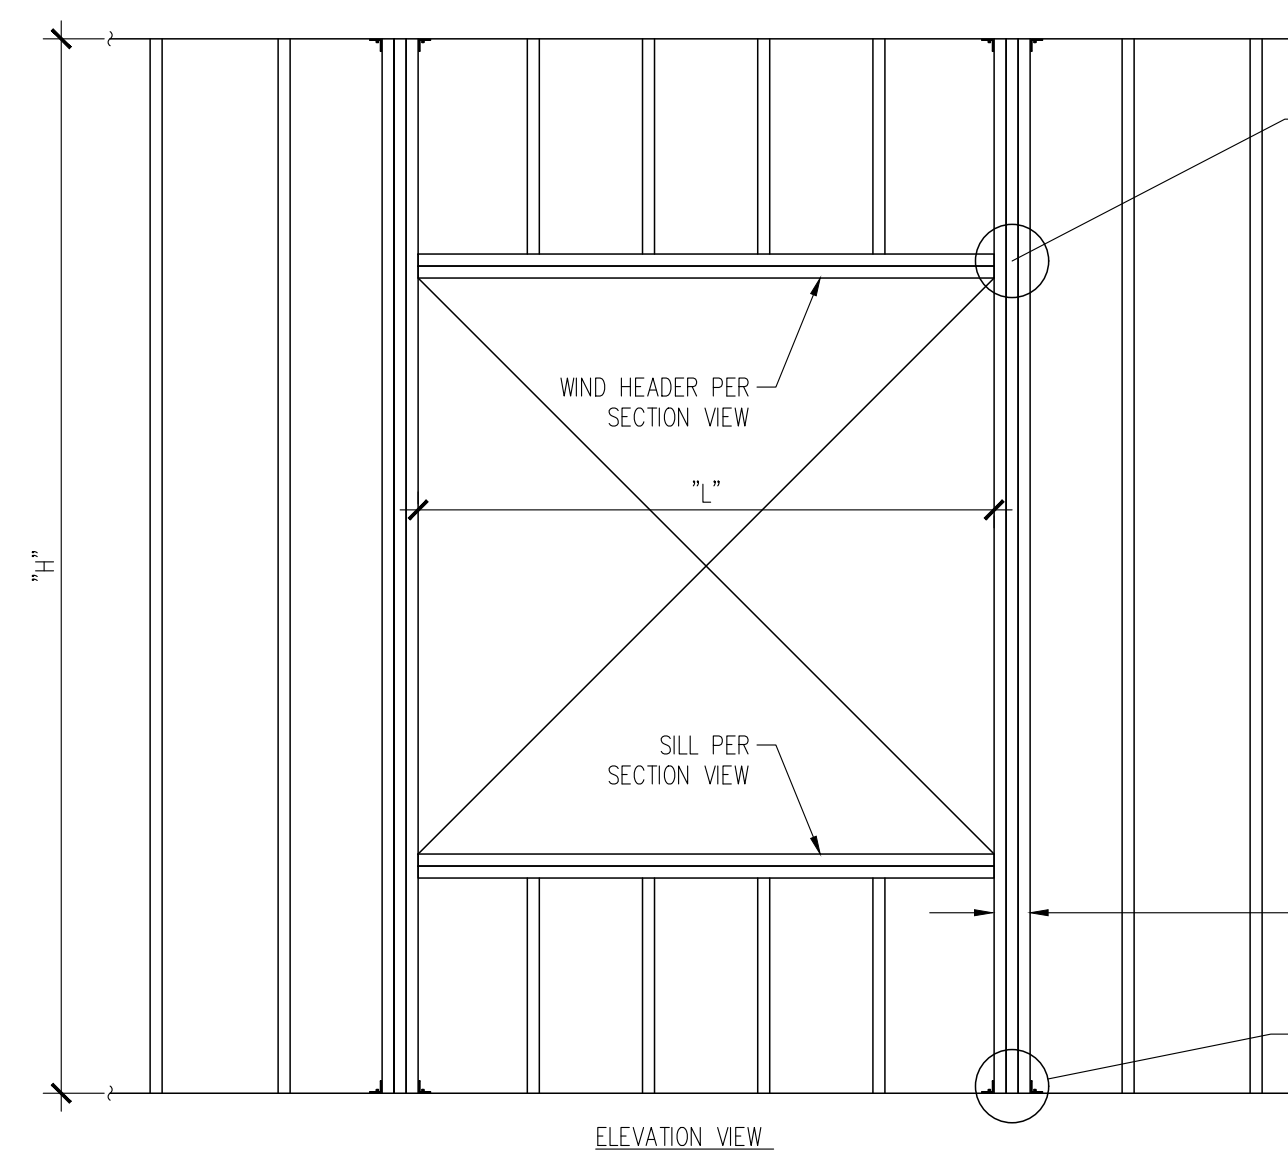 WIND HEADER PER
SECTION VIEW
"L"
"H"
SILL PER
SECTION VIEW
ELEVATION VIEW